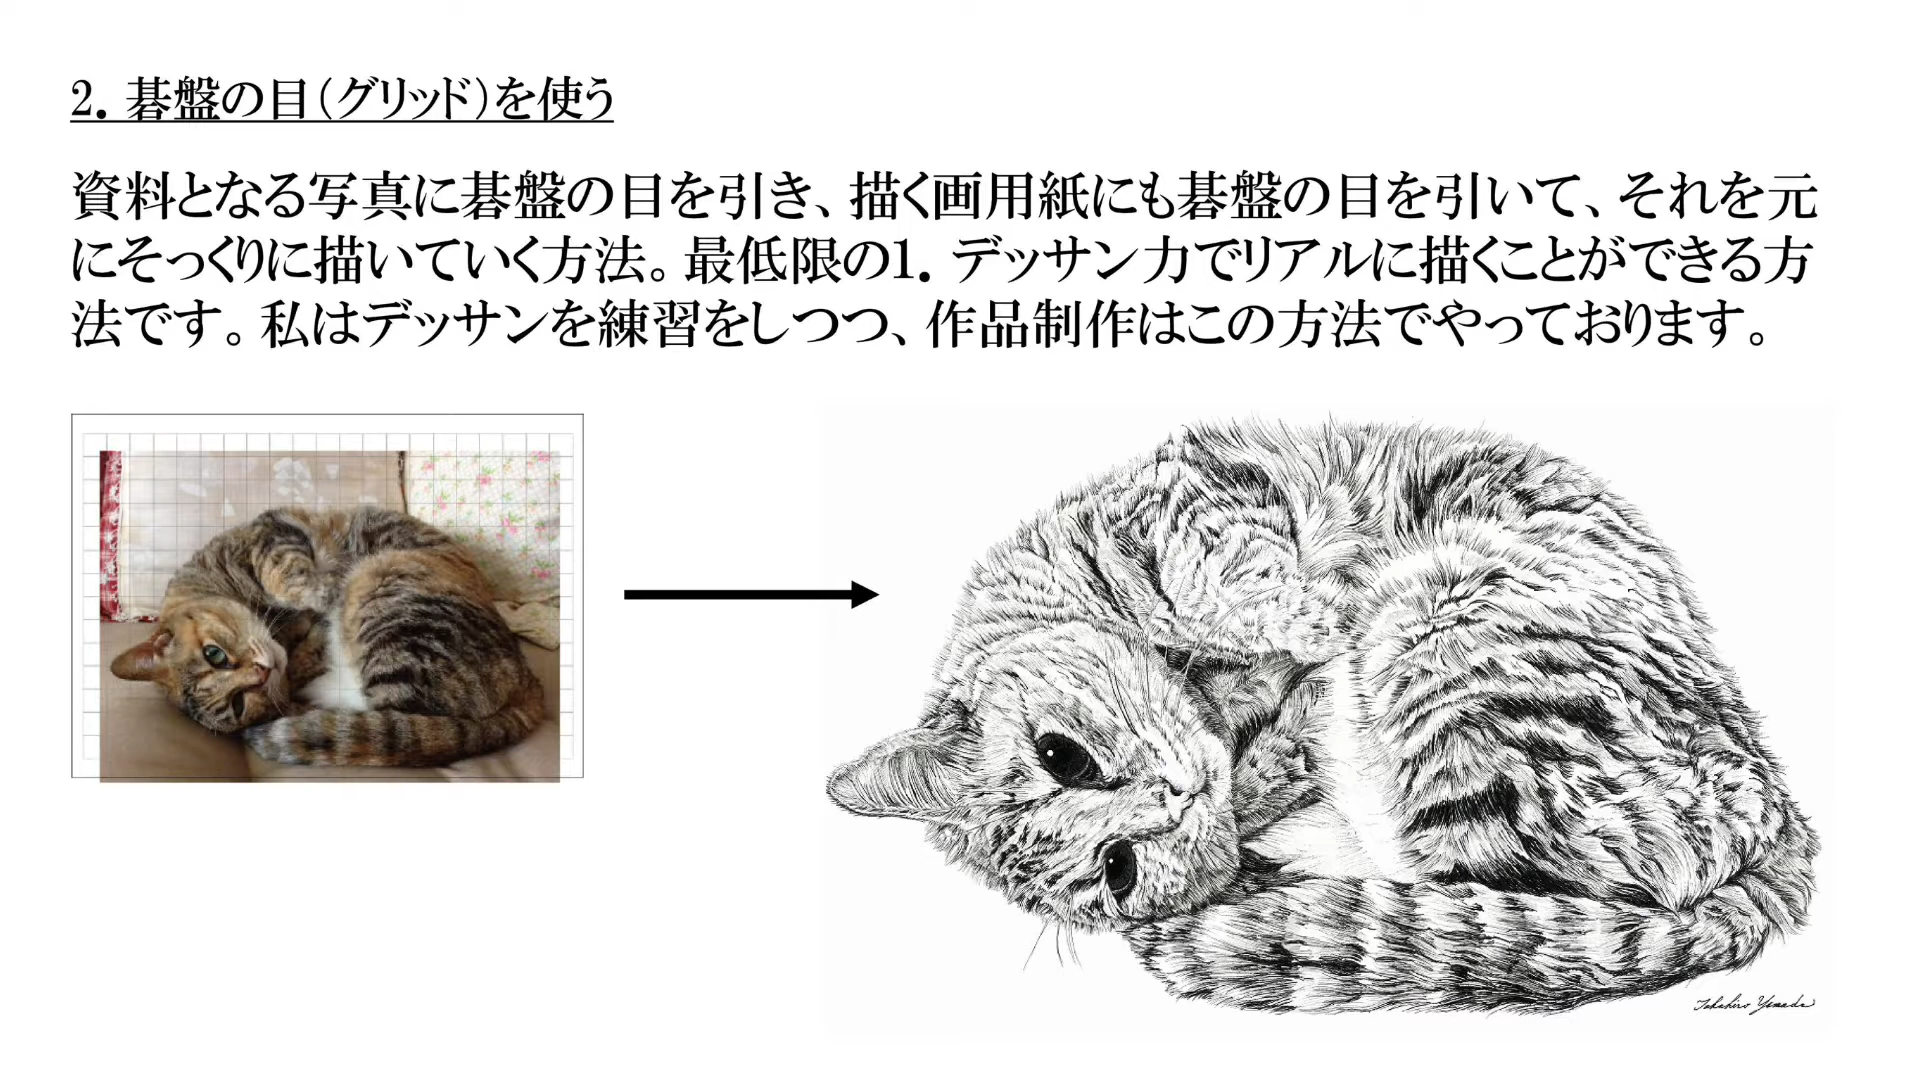 2. 碁盤の目（グリッド）を使う
資料となる写真に碁盤の目を引き、描く画用紙にも碁盤の目を引いて、それを元
にそっくりに描いていく方法。最低限の1. デッサン力でリアルに描くことができる方
法です。私はデッサンを練習をしつつ、作品制作はこの方法でやっております。
Takahiro Yamada